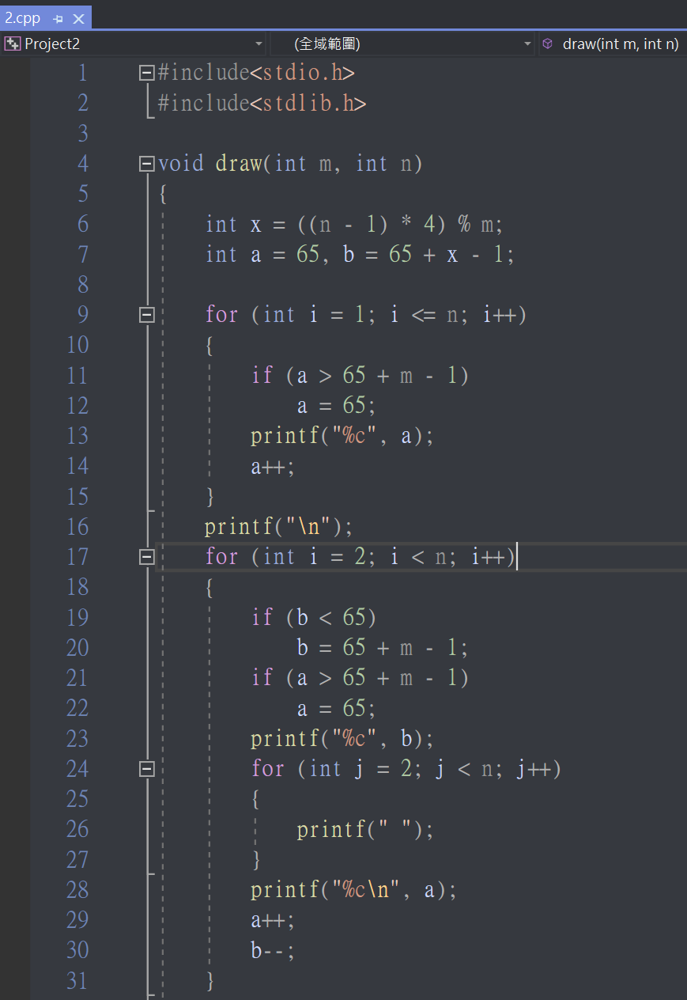 2.cpp
Project2 (全域範圍) draw(int m, int n)
1 #include<stdio.h>
2 #include<stdlib.h>
3
4 void draw(int m, int n)
5 {
6 int x = ((n - 1) * 4) % m;
7 int a = 65, b = 65 + x - 1;
8
9 for (int i = 1; i <= n; i++)
10 {
11 if (a > 65 + m - 1)
12 a = 65;
13 printf("%c", a);
14 a++;
15 }
16 printf("\n");
17 for (int i = 2; i < n; i++)
18 {
19 if (b < 65)
20 b = 65 + m - 1;
21 if (a > 65 + m - 1)
22 a = 65;
23 printf("%c", b);
24 for (int j = 2; j < n; j++)
25 {
26 printf(" ");
27 }
28 printf("%c\n", a);
29 a++;
30 b--;
31 }